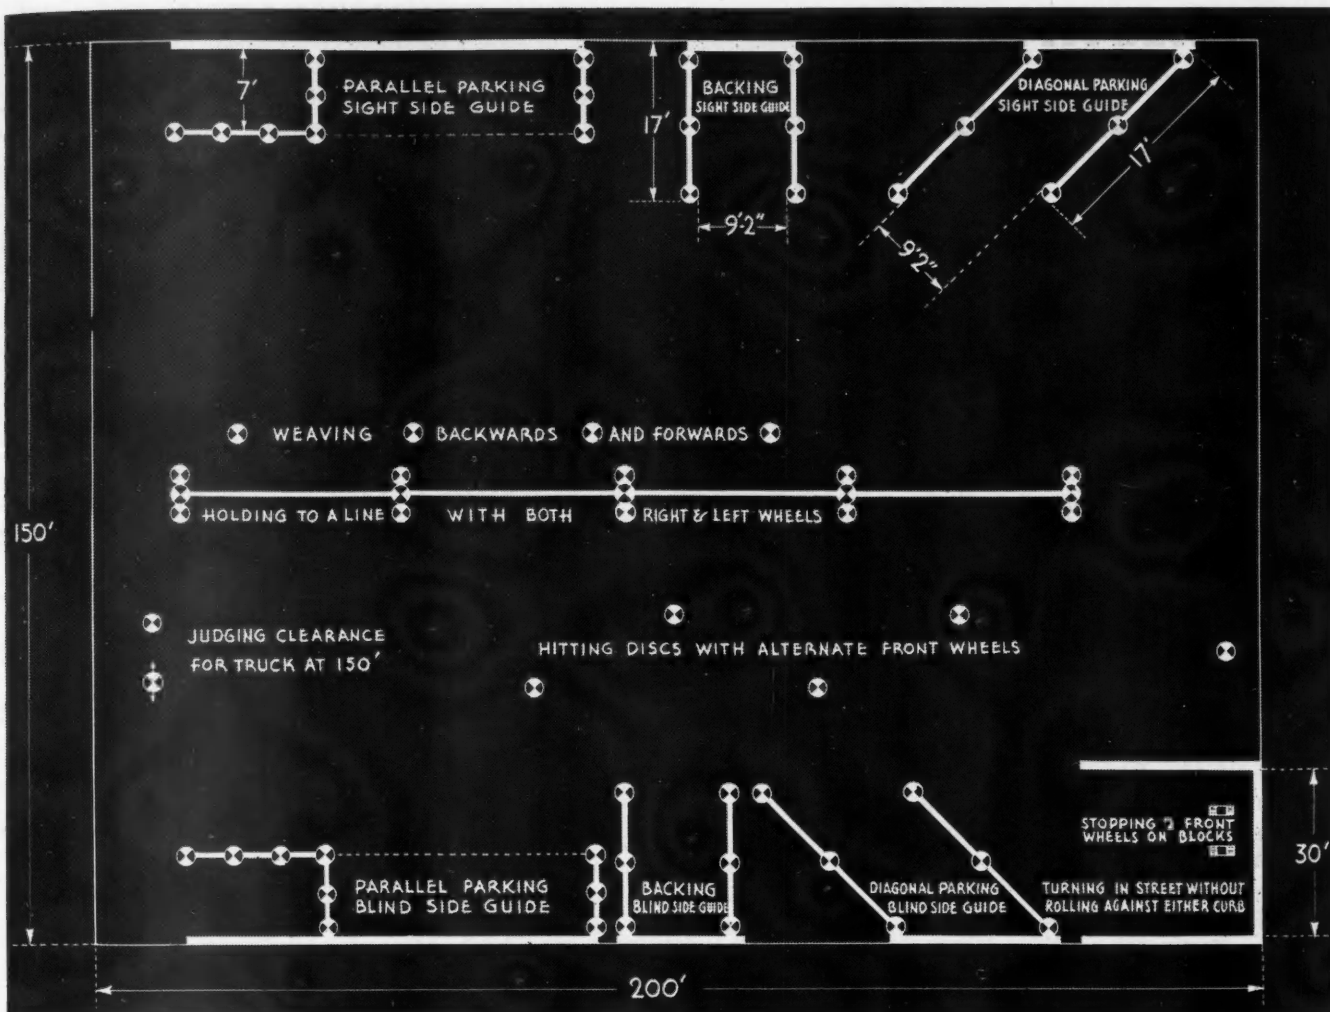 7'
PARALLEL PARKING
SIGHT SIDE GUIDE
17'
BACKING
SIGHT SIDE GUIDE
9'2"
DIAGONAL PARKING
SIGHT SIDE GUIDE
17'
9'2"
WEAVING BACKWARDS AND FORWARDS
150'
HOLDING TO A LINE WITH BOTH RIGHT & LEFT WHEELS
JUDGING CLEARANCE
FOR TRUCK AT 150'
HITTING DISCS WITH ALTERNATE FRONT WHEELS
STOPPING 2 FRONT
WHEELS ON BLOCKS
30'
PARALLEL PARKING
BLIND SIDE GUIDE
BACKING
BLIND SIDE GUIDE
DIAGONAL PARKING
BLIND SIDE GUIDE
TURNING IN STREET WITHOUT
ROLLING AGAINST EITHER CURB
200'